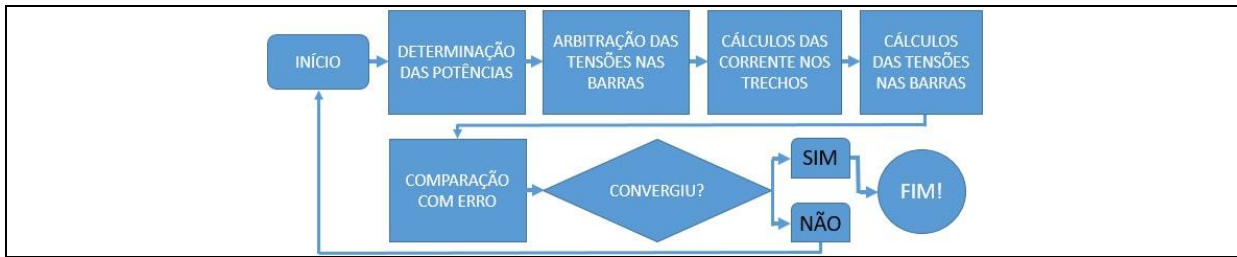 INÍCIO
DETERMINAÇÃO
DAS POTÊNCIAS
ARBITRAÇÃO DAS
TENSÕES NAS
BARRAS
CÁLCULOS DAS
CORRENTE NOS
TRECHOS
CÁLCULOS
DAS TENSÕES
NAS BARRAS
COMPARAÇÃO
COM ERRO
CONVERGIU?
SIM
NÃO
FIM!